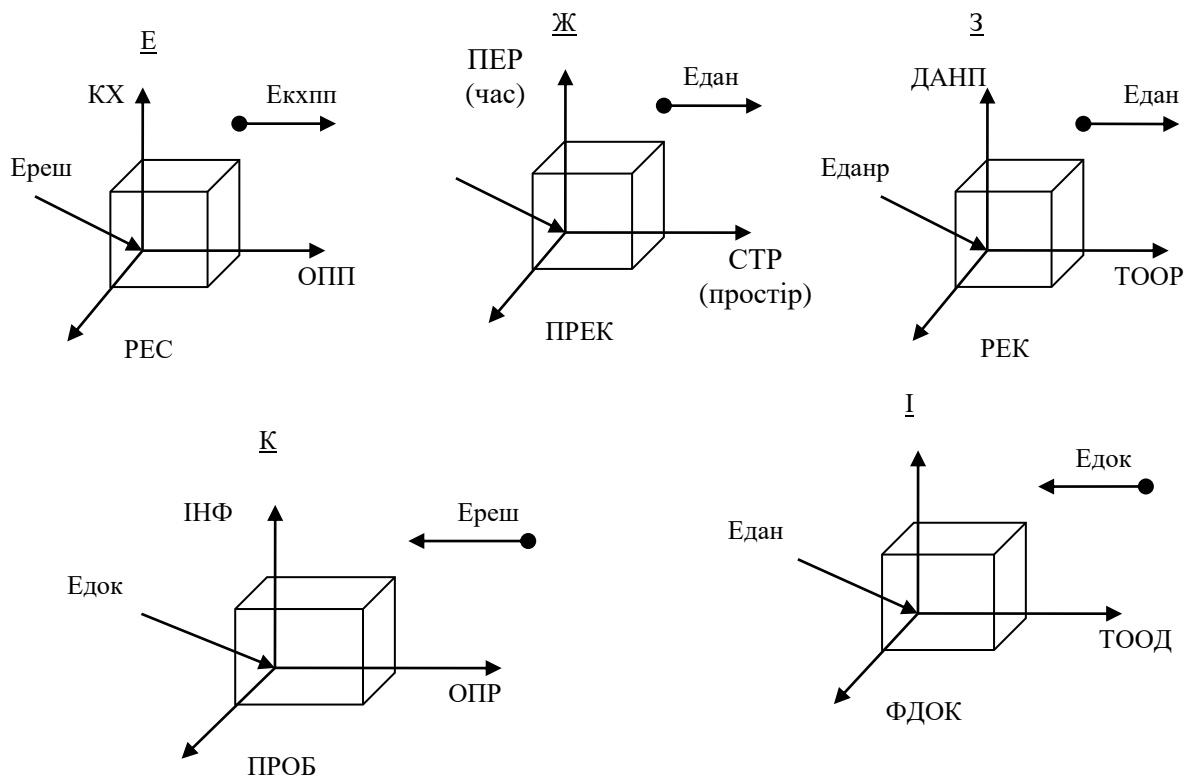 Е
КХ
Екхпп
Ереш
ОПП
РЕС
Ж
ПЕР
(час)
Едан
СТР
(простір)
ПРЕК
З
ДАНП
Едан
Еданр
ТООР
РЕК
К
ІНФ
Ереш
Едок
ОПР
ПРОБ
І
Едок
Едан
ТООД
ФДОК